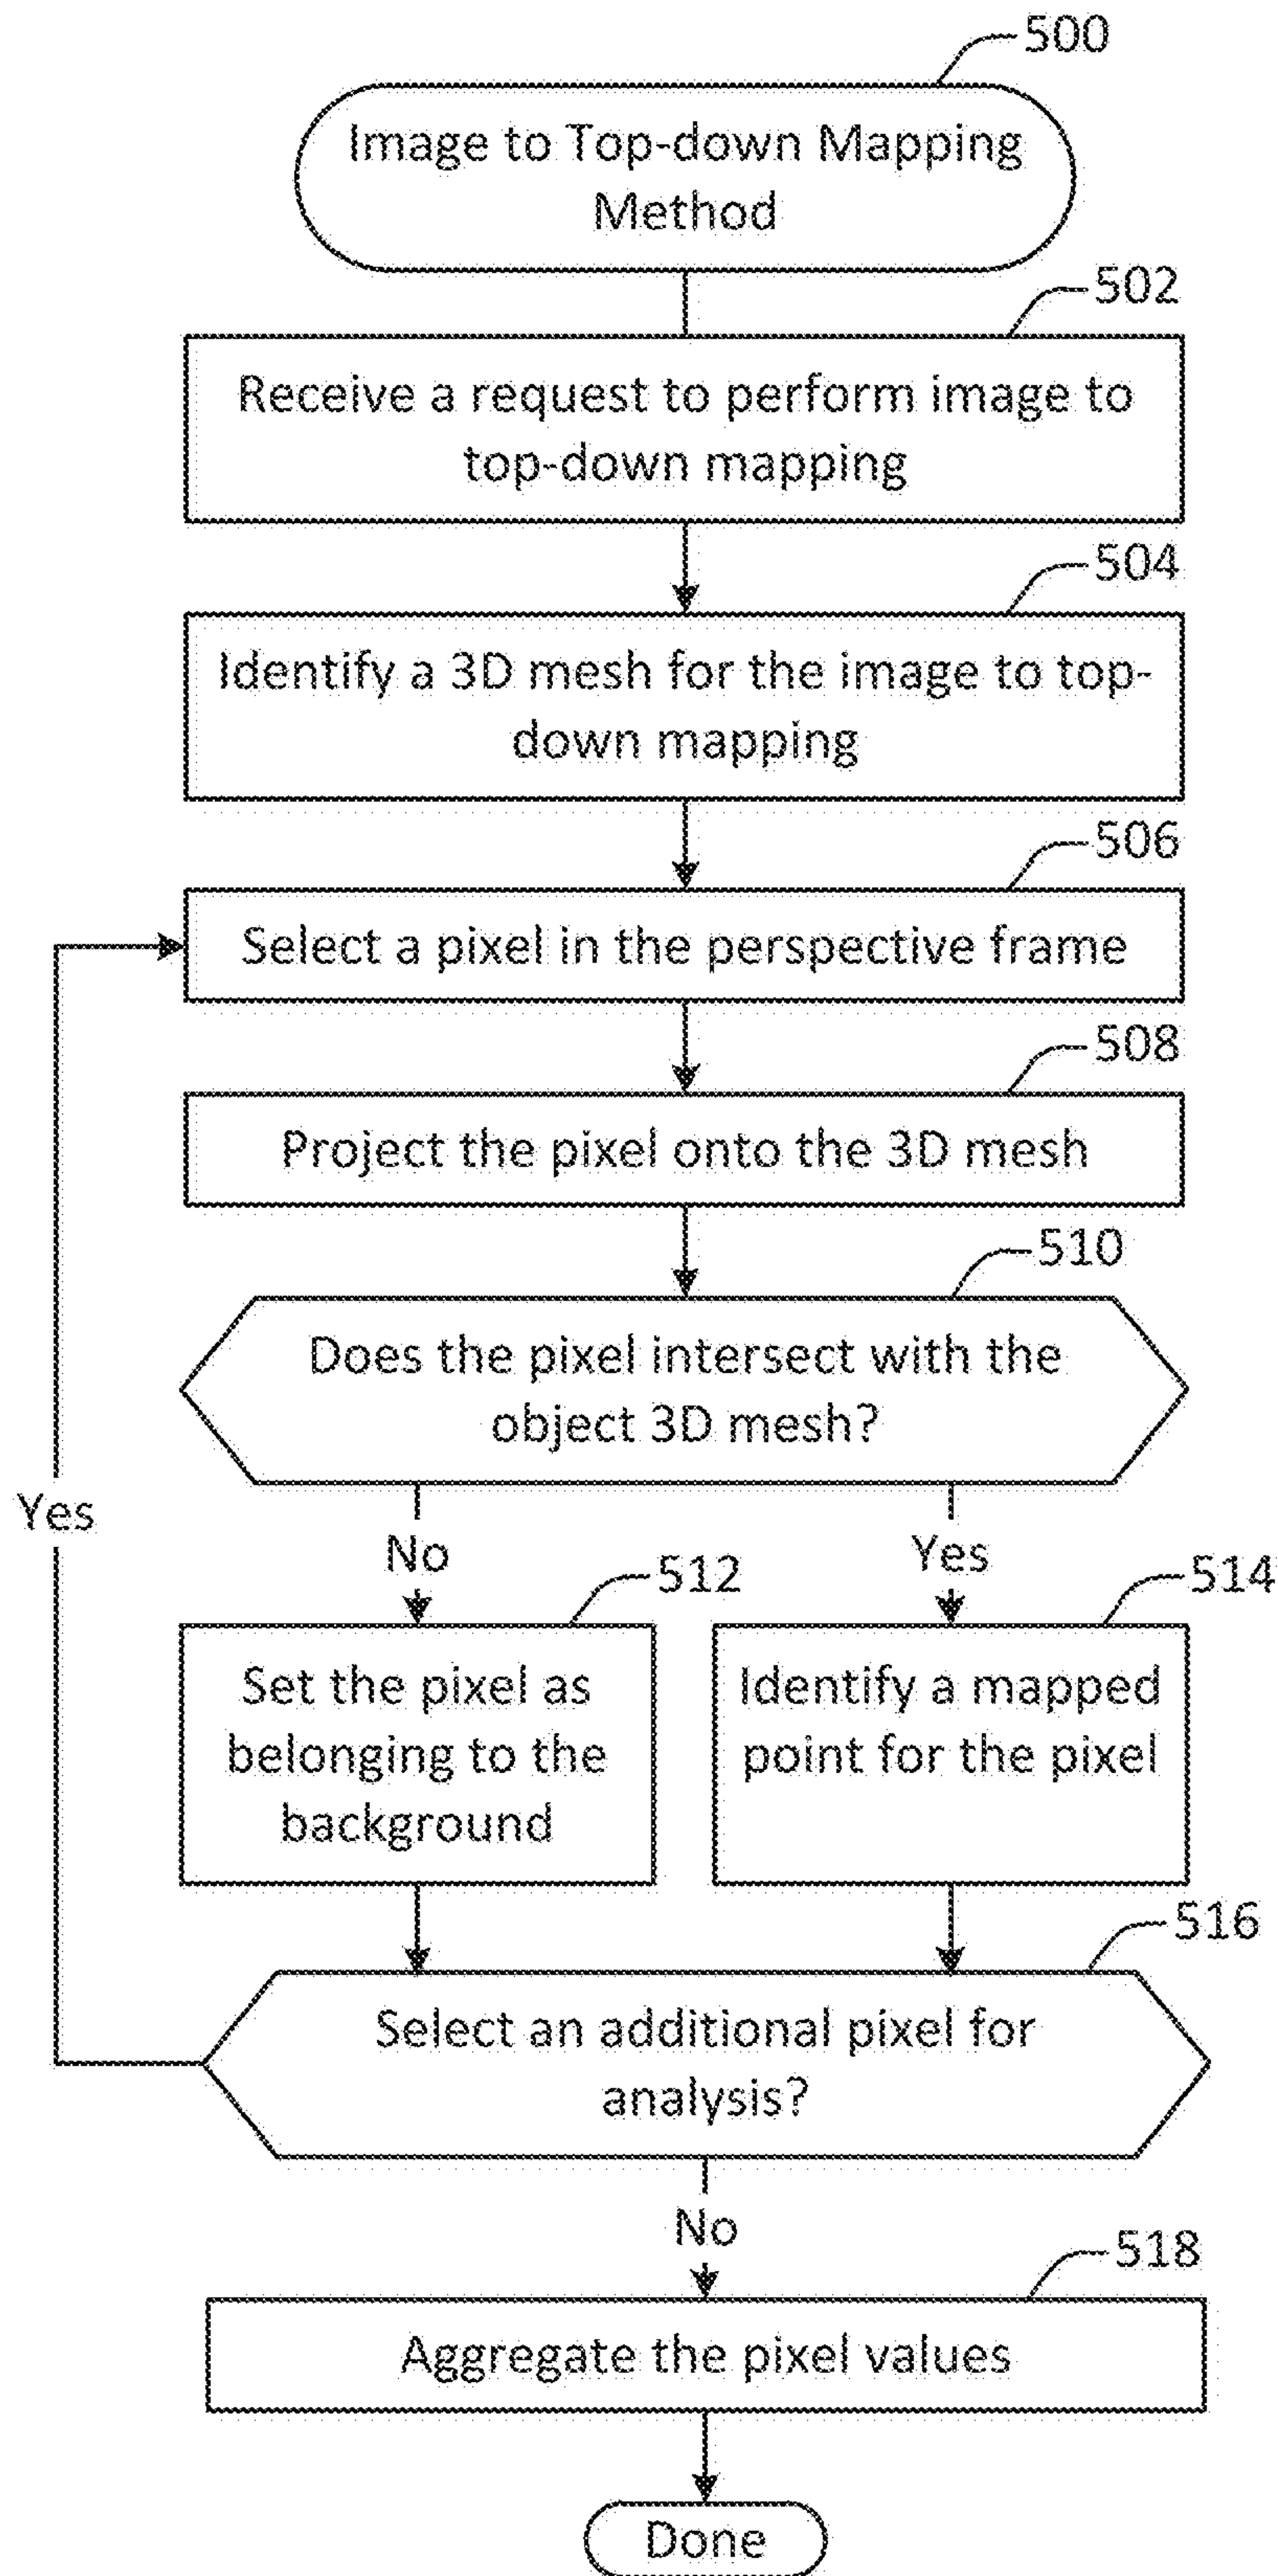 500
Image to Top-down Mapping
Method
502
Receive a request to perform image to
top-down mapping
504
Identify a 3D mesh for the image to top-
down mapping
506
Select a pixel in the perspective frame
508
Project the pixel onto the 3D mesh
510
Does the pixel intersect with the
object 3D mesh?
Yes
No
Yes
512
514
Set the pixel as
belonging to the
background
Identify a mapped
point for the pixel
516
Select an additional pixel for
analysis?
No
518
Aggregate the pixel values
Done